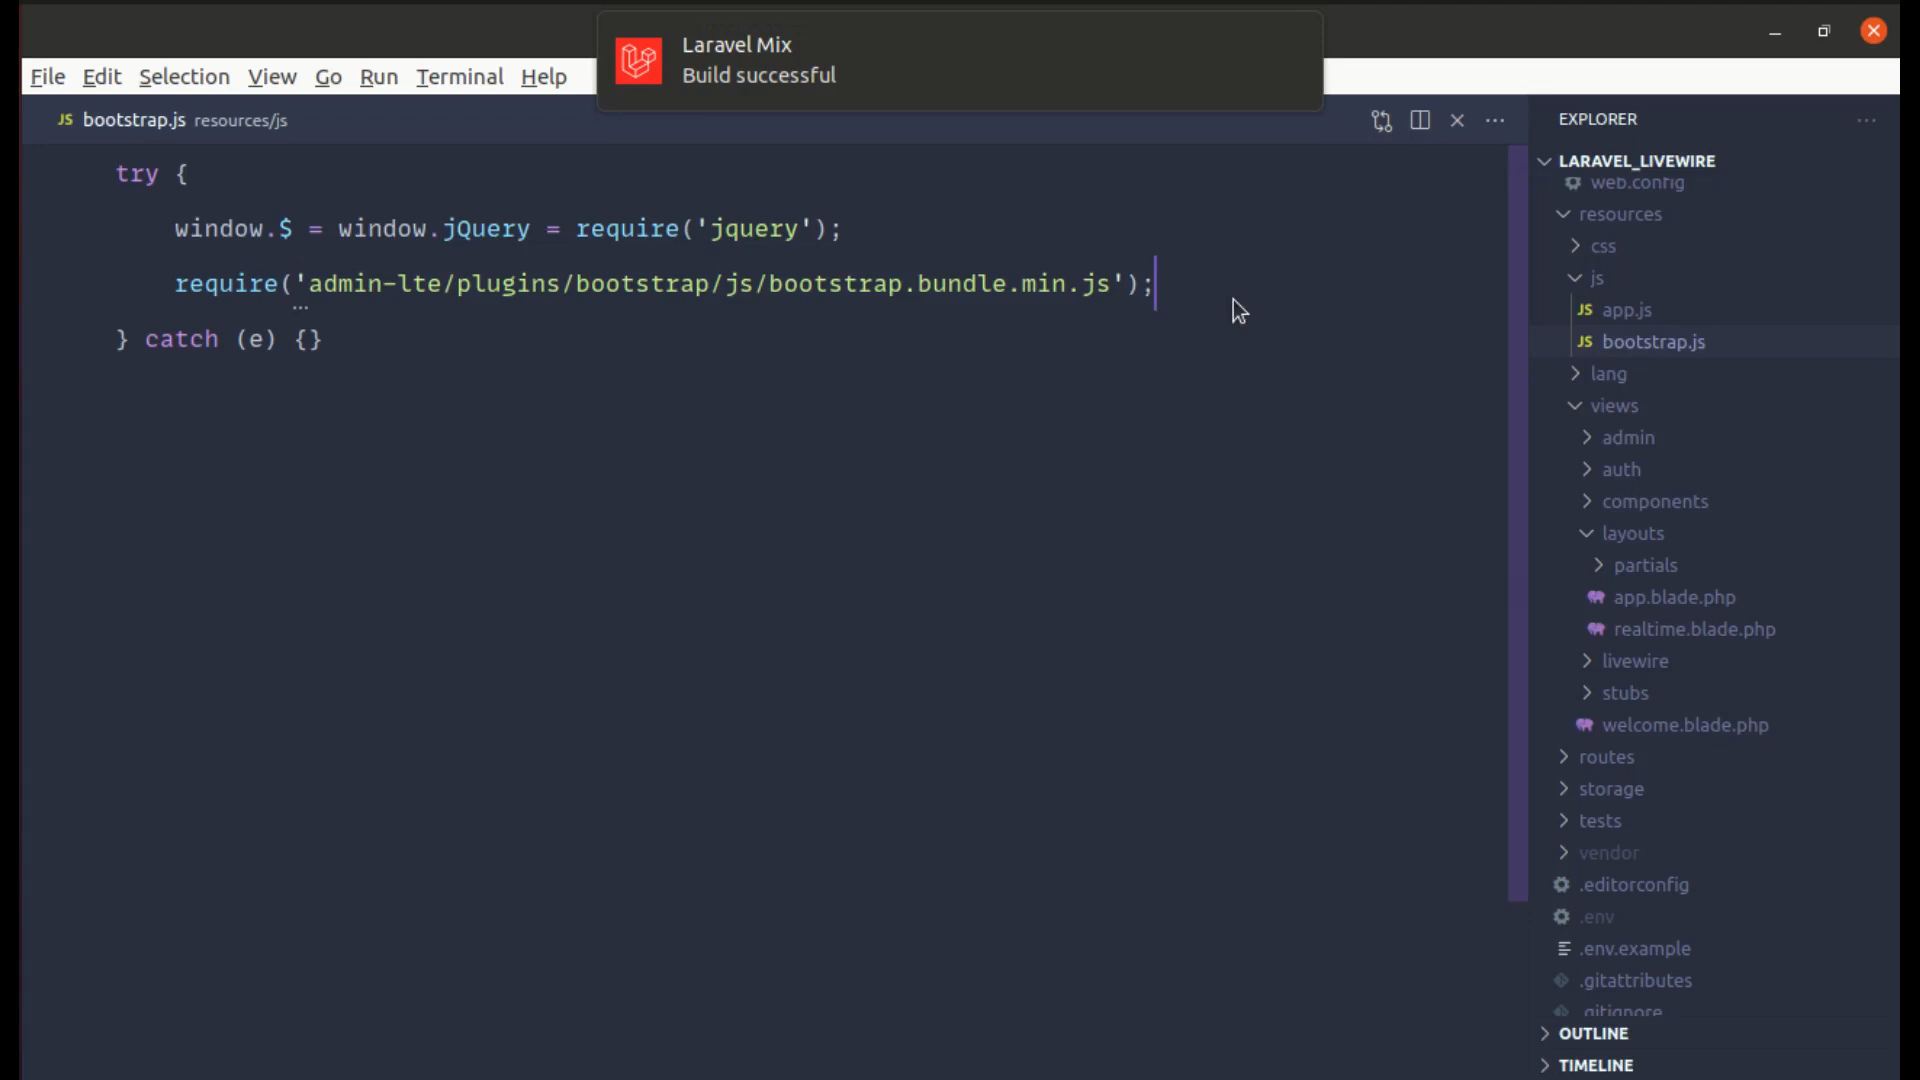 Laravel Mix
Build successful
File Edit Selection View Go Run Terminal Help
JS bootstrap.js resources/js
try {
window.$ = window.jQuery = require('jquery');
require('admin-lte/plugins/bootstrap/js/bootstrap.bundle.min.js');
} catch (e) {}
EXPLORER
LARAVEL_LIVEWIRE
web.config
resources
css
js
JS app.js
JS bootstrap.js
lang
views
admin
auth
components
layouts
partials
app.blade.php
realtime.blade.php
livewire
stubs
welcome.blade.php
routes
storage
tests
vendor
.editorconfig
.env
.env.example
.gitattributes
.gitignore
OUTLINE
TIMELINE